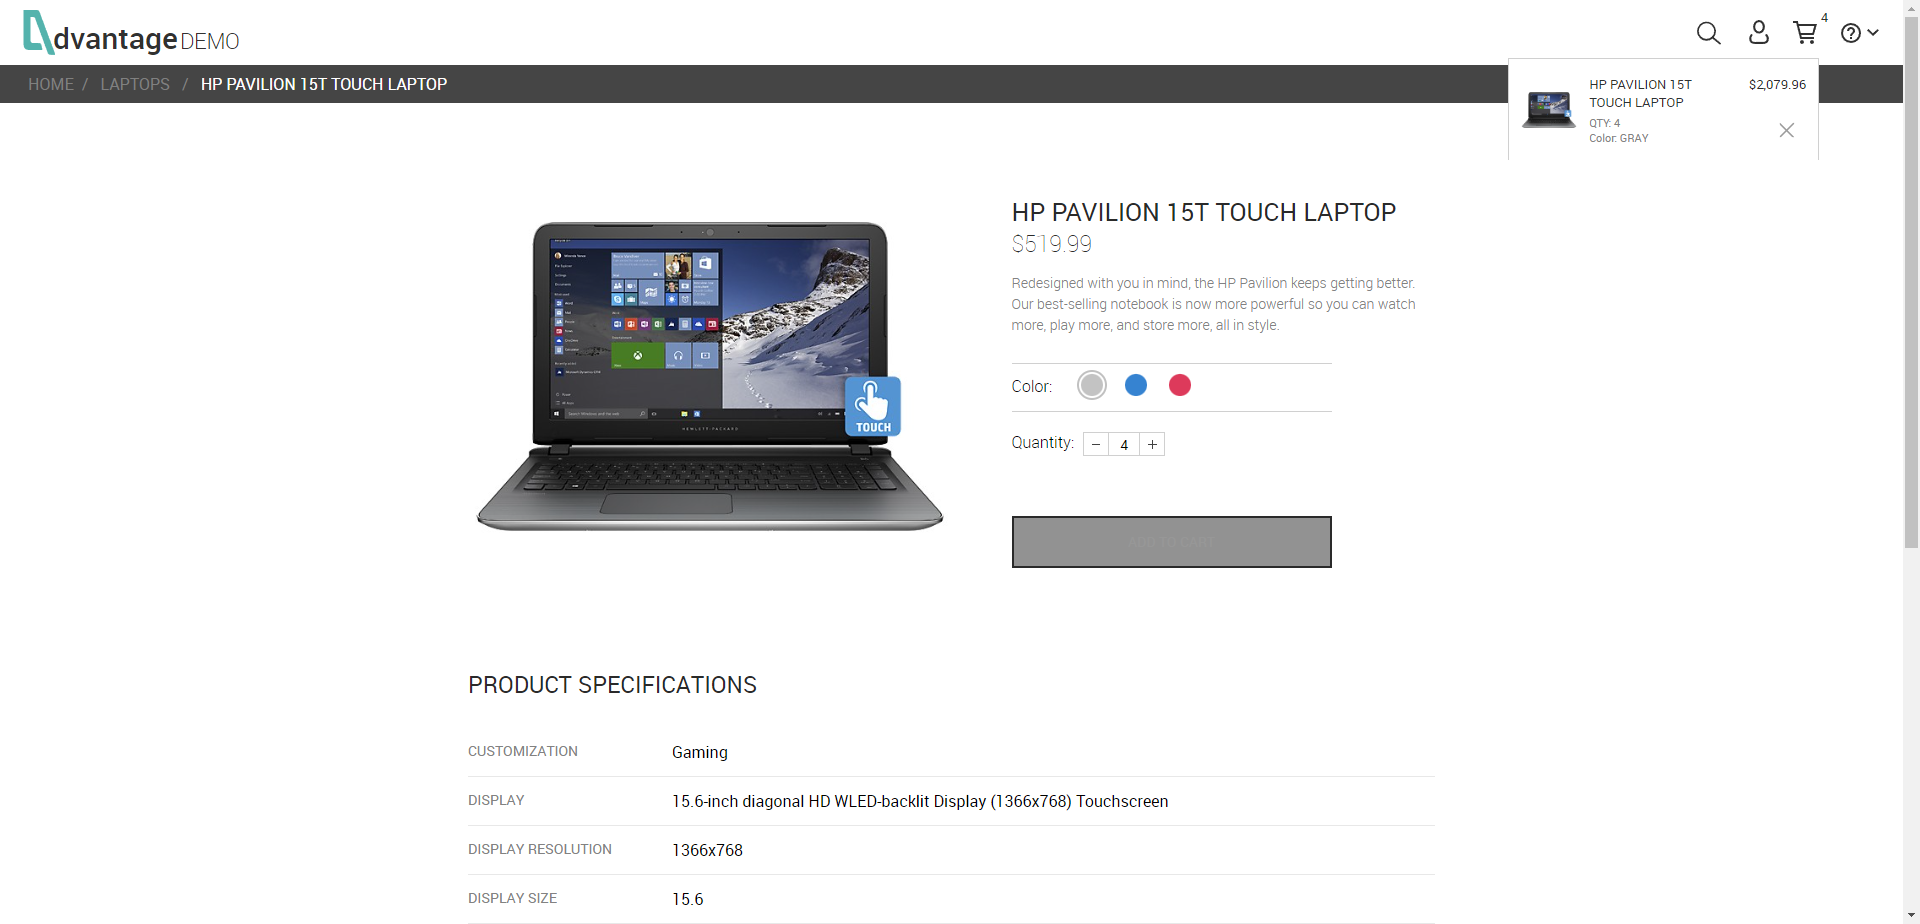 dvantage DEMO
4
HOME / LAPTOPS / HP PAVILION 15T TOUCH LAPTOP
HP PAVILION 15T
TOUCH LAPTOP
$2,079.96
QTY: 4
Color: GRAY
HP PAVILION 15T TOUCH LAPTOP
$519.99
Redesigned with you in mind, the HP Pavilion keeps getting better.
Our best-selling notebook is now more powerful so you can watch
more, play more, and store more, all in style.
Color:
Quantity:
− 4 +
ADD TO CART
TOUCH
HEWLETT-PACKARD
PRODUCT SPECIFICATIONS
CUSTOMIZATION Gaming
DISPLAY 15.6-inch diagonal HD WLED-backlit Display (1366x768) Touchscreen
DISPLAY RESOLUTION 1366x768
DISPLAY SIZE 15.6